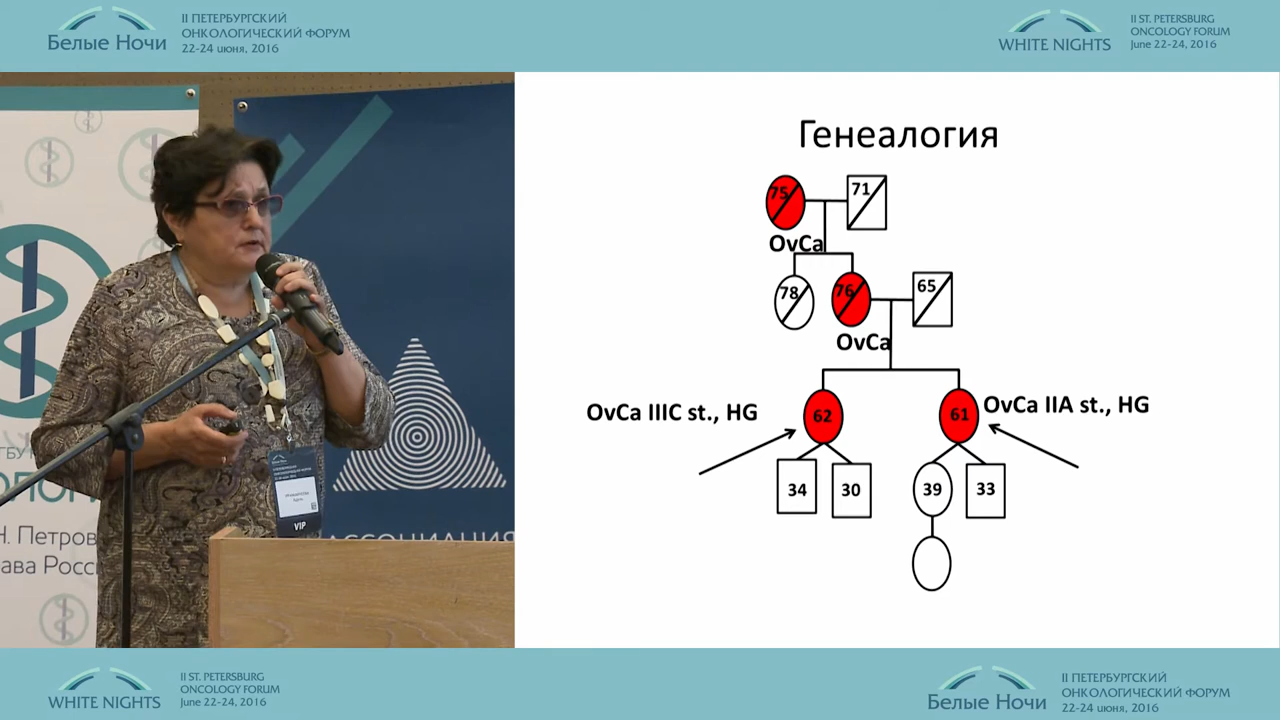 II ПЕТЕРБУРГСКИЙ
ОНКОЛОГИЧЕСКИЙ ФОРУМ
Белые Ночи
22-24 июня, 2016
II ST. PETERSBURG
ONCOLOGY FORUM
WHITE NIGHTS
June 22-24, 2016
Генеалогия
75
71
OvCa
78
76
65
OvCa
OvCa IIIC st., HG
62
61
OvCa IIA st., HG
34
30
39
33
Н. Петров
ава Росс
VIP
АССОЦИАЦИЯ
II ST. PETERSBURG
ONCOLOGY FORUM
WHITE NIGHTS
June 22-24, 2016
II ПЕТЕРБУРГСКИЙ
ОНКОЛОГИЧЕСКИЙ ФОРУМ
Белые Ночи
22-24 июня, 2016